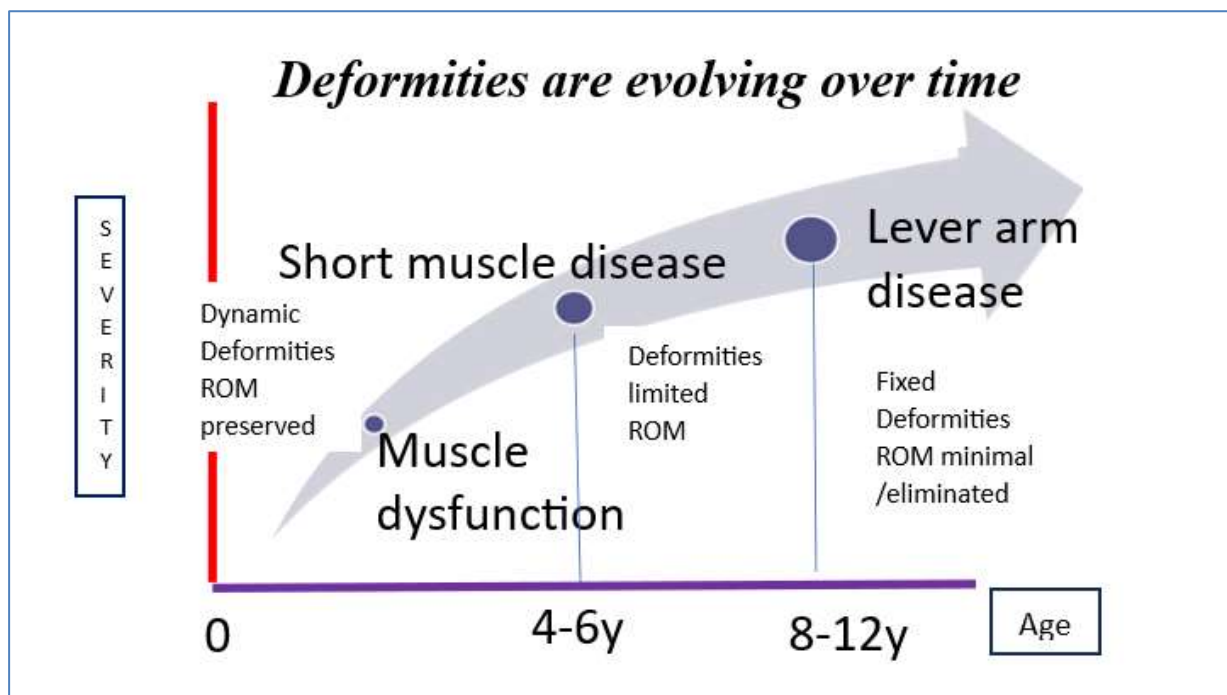 Deformities are evolving over time
SEVERITY
Short muscle disease
Lever arm
disease
Dynamic
Deformities
ROM
preserved
Muscle
dysfunction
Deformities
limited
ROM
Fixed
Deformities
ROM minimal
/eliminated
0
4-6y
8-12y
Age